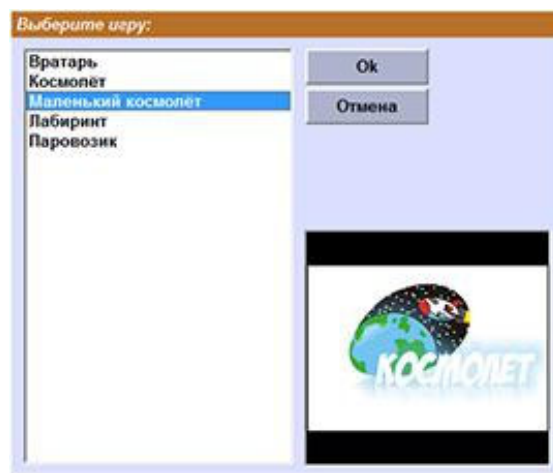 Выберите игру:
Вратарь
Космолёт
Маленький космолёт
Лабиринт
Паровозик
Ok
Отмена
КОСМОЛЕТ